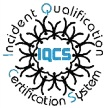 Incident Qualification
IQCS
Certification System